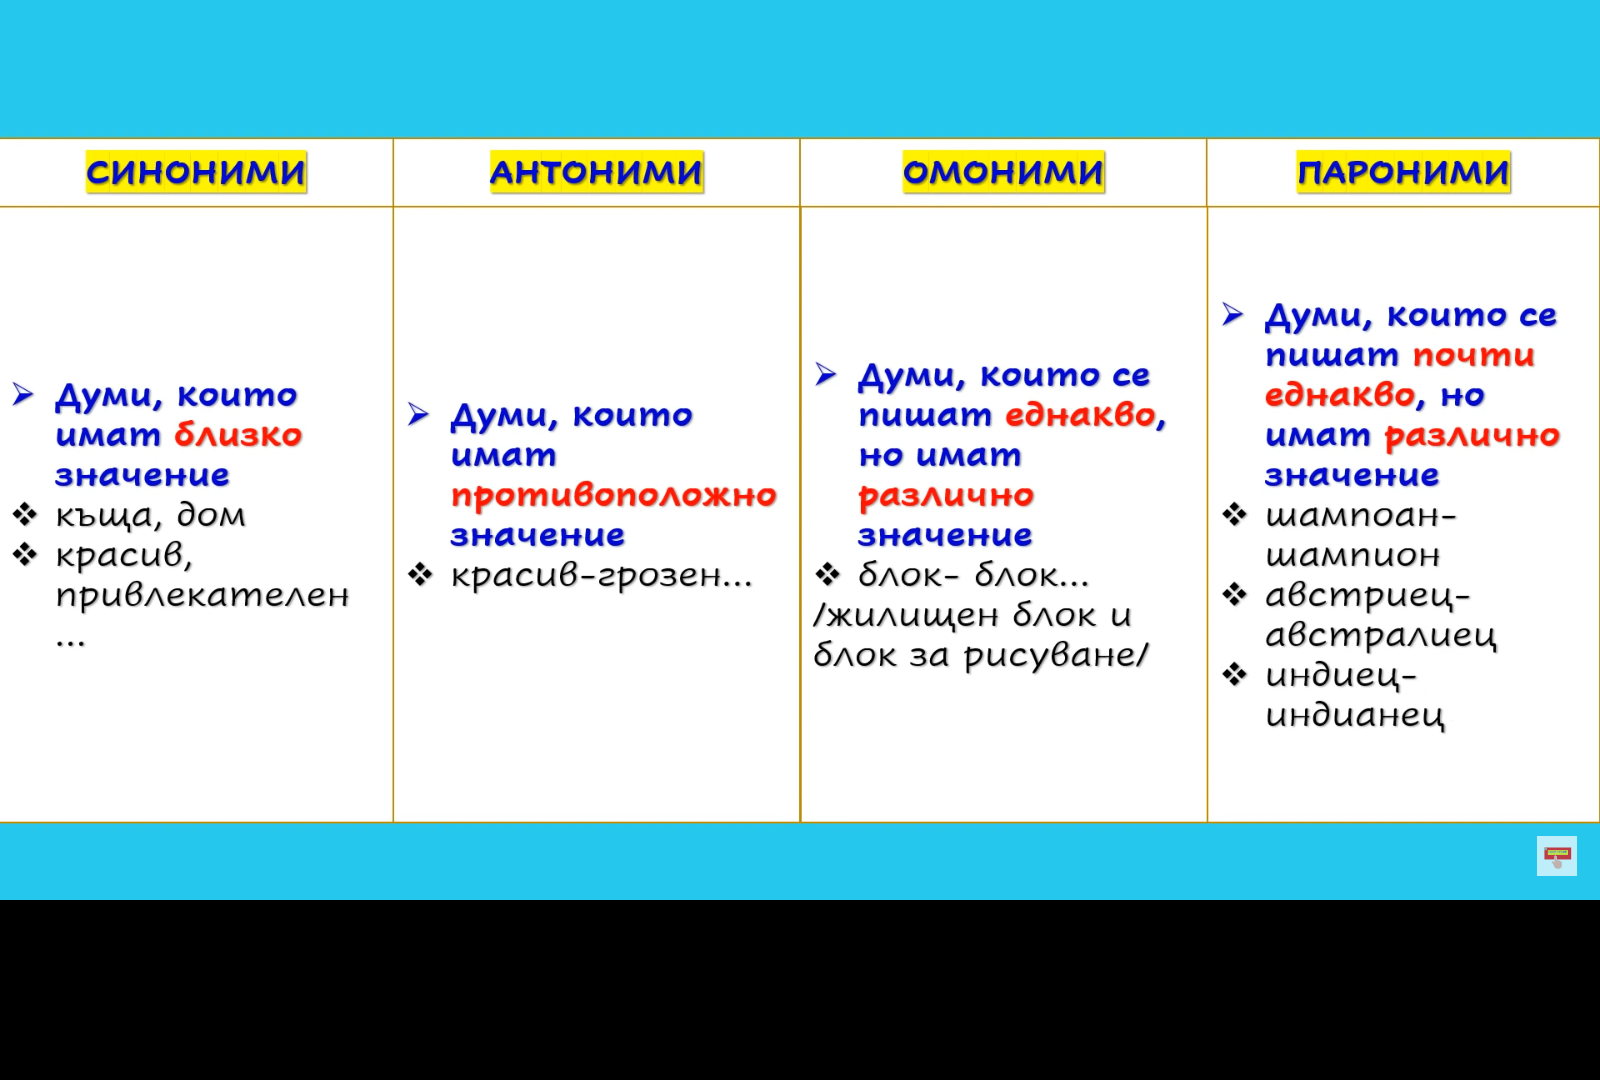 СИНОНИМИ
АНТОНИМИ
ОМОНИМИ
ПАРОНИМИ
➢ Думи, които
имат близко
значение
❖ къща, дом
❖ красив,
привлекателен
...
➢ Думи, които
имат
противоположно
значение
❖ красив-грозен...
➢ Думи, които се
пишат еднакво,
но имат
различно
значение
❖ блок- блок...
/жилищен блок и
блок за рисуване/
➢ Думи, които се
пишат почти
еднакво, но
имат различно
значение
❖ шампоан-
шампион
❖ австриец-
австралиец
❖ индиец-
индианец